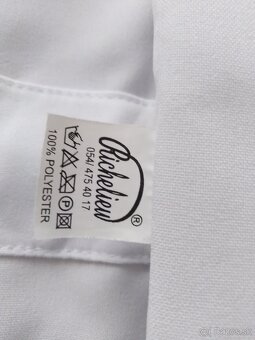 Richelieu ®
054/ 475 40 17
P
100% POLYESTER